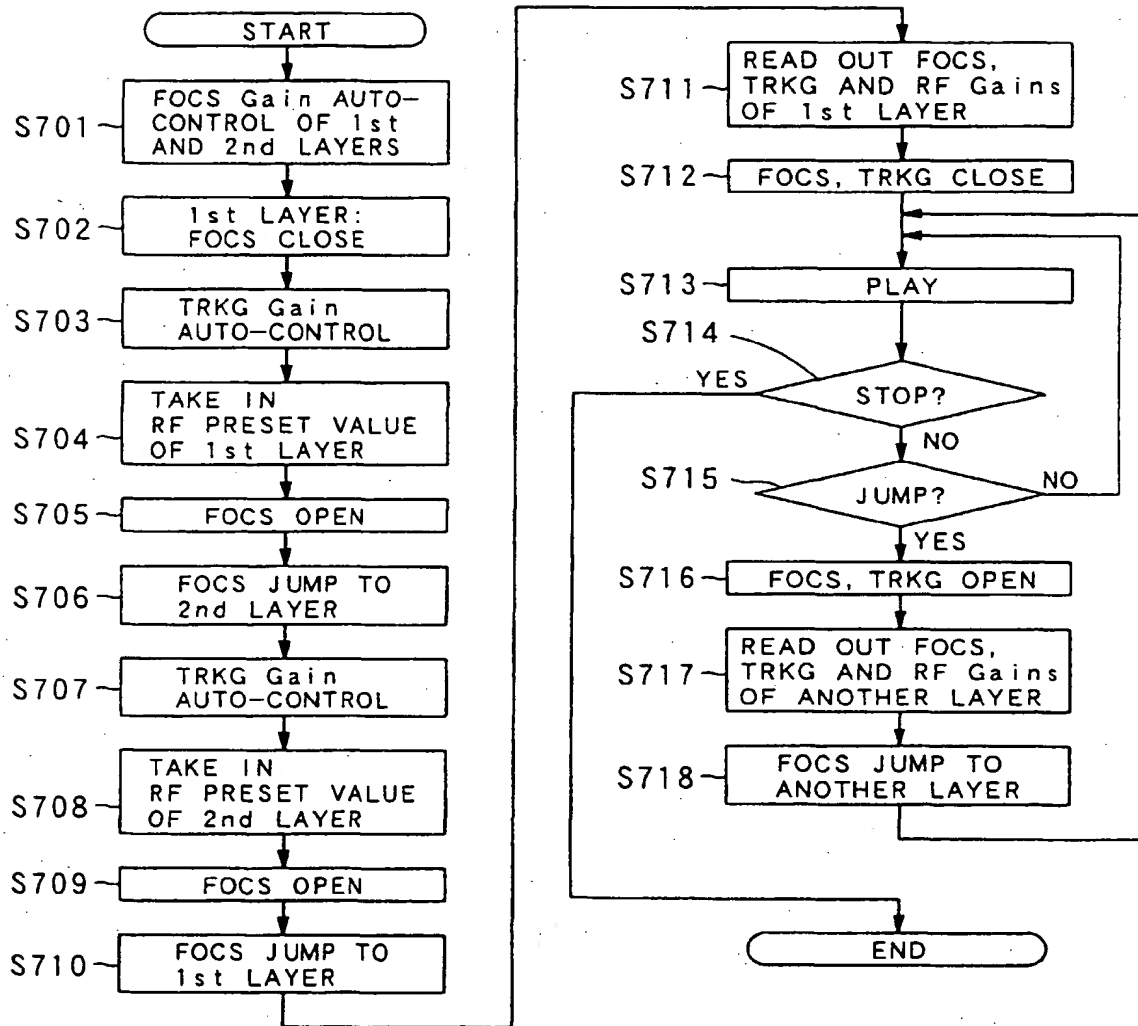 START
S701
FOCS Gain AUTO-
CONTROL OF 1st
AND 2nd LAYERS
S702
1st LAYER:
FOCS CLOSE
S703
TRKG Gain
AUTO-CONTROL
S704
TAKE IN
RF PRESET VALUE
OF 1st LAYER
S705
FOCS OPEN
S706
FOCS JUMP TO
2nd LAYER
S707
TRKG Gain
AUTO-CONTROL
S708
TAKE IN
RF PRESET VALUE
OF 2nd LAYER
S709
FOCS OPEN
S710
FOCS JUMP TO
1st LAYER
S711
READ OUT FOCS,
TRKG AND RF Gains
OF 1st LAYER
S712
FOCS, TRKG CLOSE
S713
PLAY
S714
YES
STOP?
NO
S715
JUMP?
NO
YES
S716
FOCS, TRKG OPEN
S717
READ OUT FOCS,
TRKG AND RF Gains
OF ANOTHER LAYER
S718
FOCS JUMP TO
ANOTHER LAYER
END